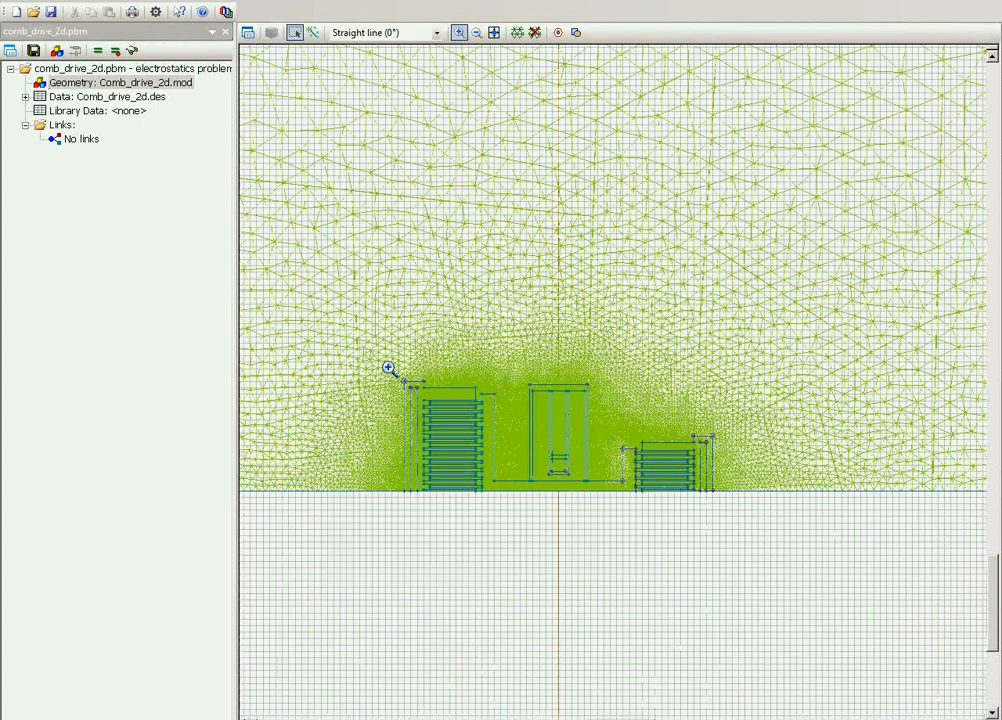 comb_drive_2d.pbm
Straight line (0°)
comb_drive_2d.pbm - electrostatics problem
Geometry: Comb_drive_2d.mod
Data: Comb_drive_2d.des
Library Data: <none>
Links:
No links